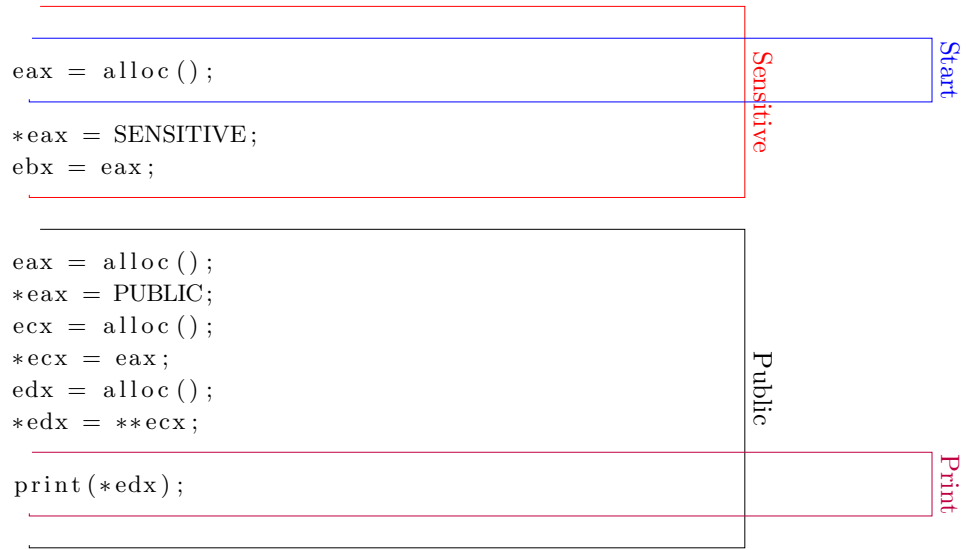 Start
eax = alloc();
Sensitive
*eax = SENSITIVE;
ebx = eax;
eax = alloc();
*eax = PUBLIC;
ecx = alloc();
*ecx = eax;
edx = alloc();
*edx = **ecx;
Public
print(*edx);
Print